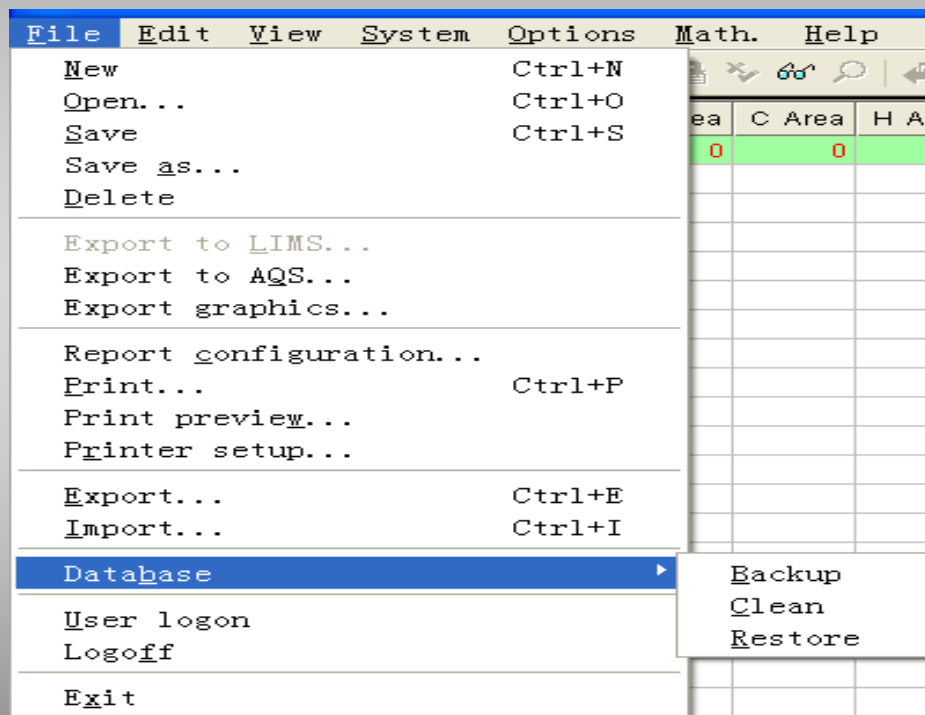 File Edit View System Options Math. Help
New Ctrl+N
Open... Ctrl+O
Save Ctrl+S
Save as...
Delete
Export to LIMS...
Export to AQS...
Export graphics...
Report configuration...
Print... Ctrl+P
Print preview...
Printer setup...
Export... Ctrl+E
Import... Ctrl+I
Database
User logon
Logoff
Exit
ea C Area H A
0 0
Backup
Clean
Restore